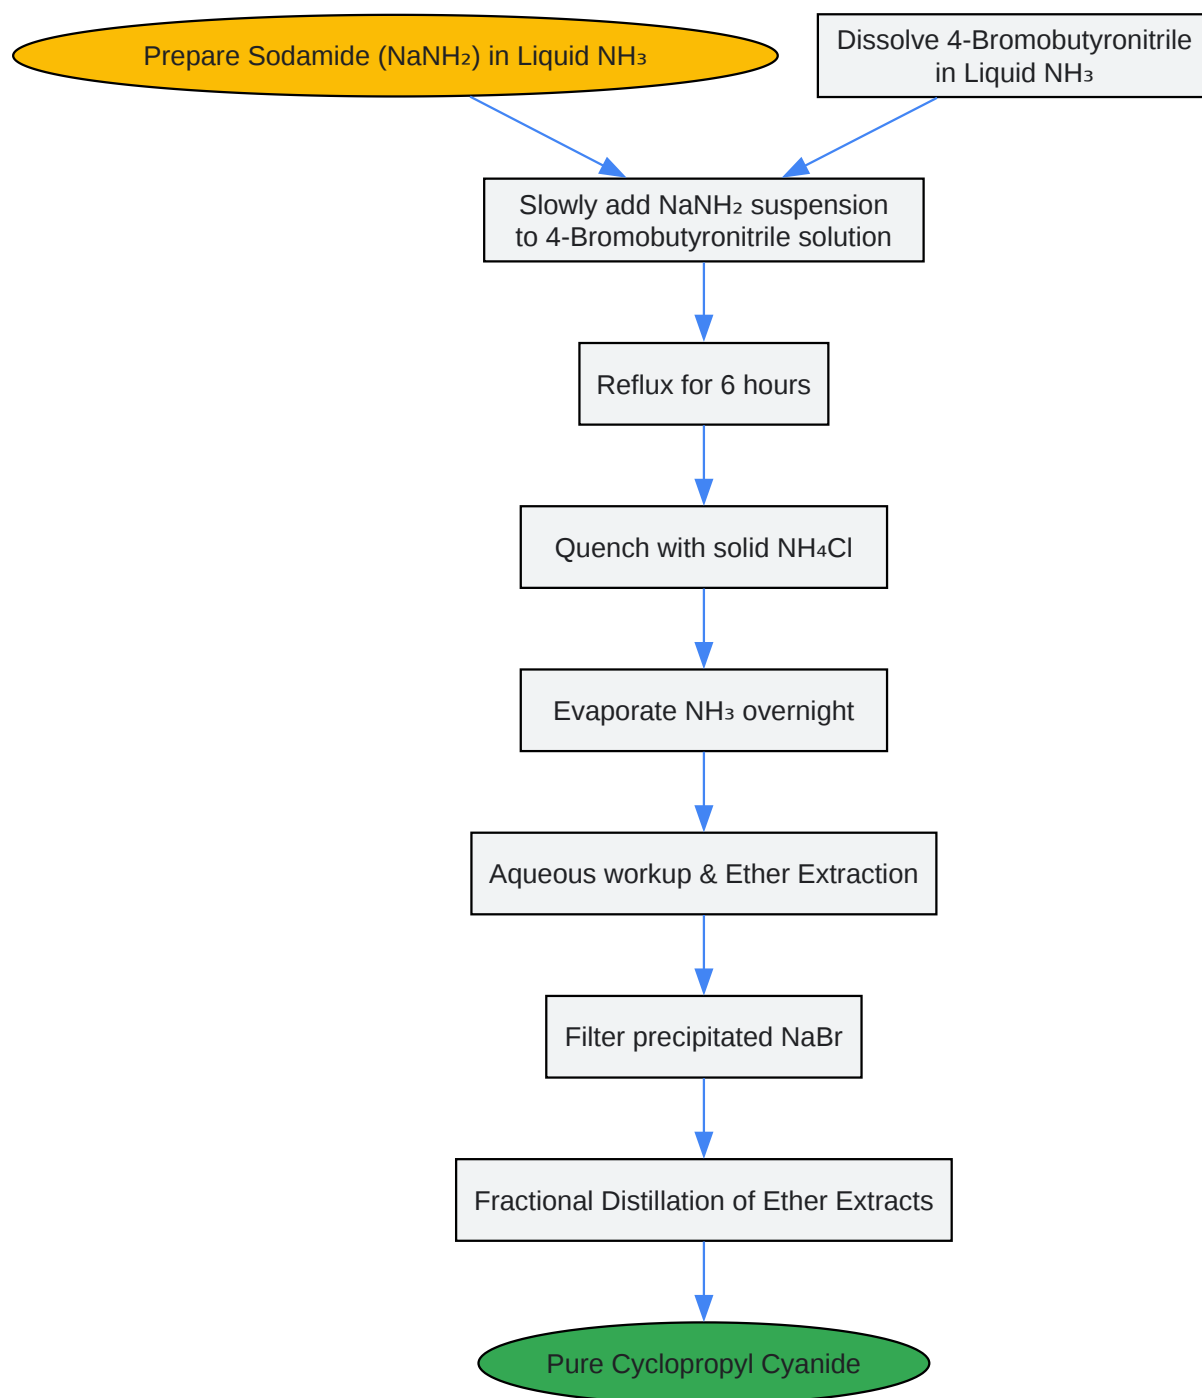 Prepare Sodamide (NaNH₂) in Liquid NH₃
Dissolve 4-Bromobutyronitrile
in Liquid NH₃
Slowly add NaNH₂ suspension
to 4-Bromobutyronitrile solution
Reflux for 6 hours
Quench with solid NH₄Cl
Evaporate NH₃ overnight
Aqueous workup & Ether Extraction
Filter precipitated NaBr
Fractional Distillation of Ether Extracts
Pure Cyclopropyl Cyanide